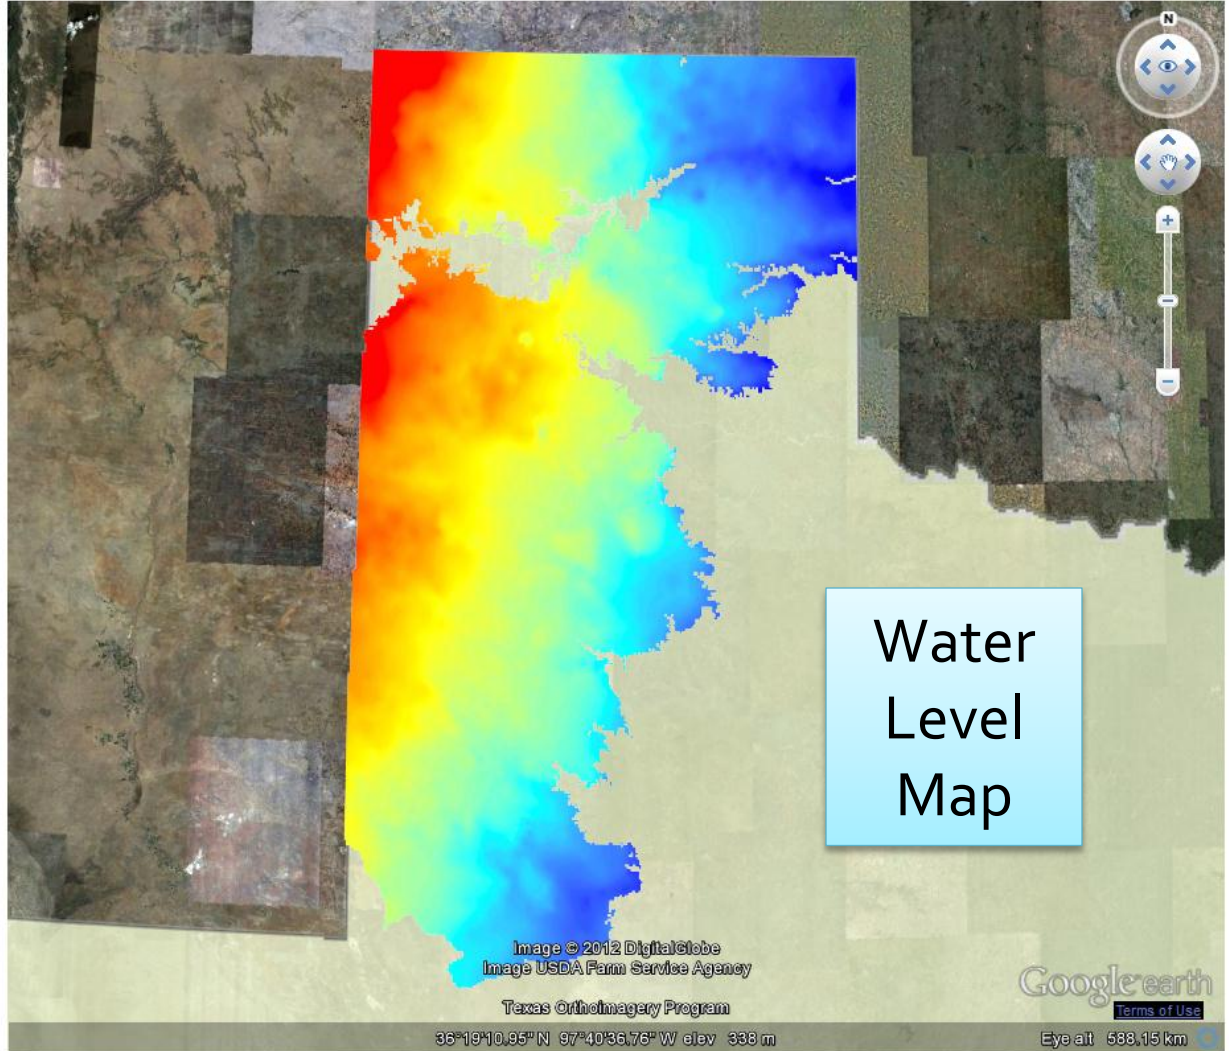 N
Water
Level
Map
Image © 2012 DigitalGlobe
Image USDA Farm Service Agency
Texas Orthoimagery Program
Google earth
Terms of Use
36°19'10.95" N 97°40'36.76" W elev 338 m
Eye alt 588.15 km